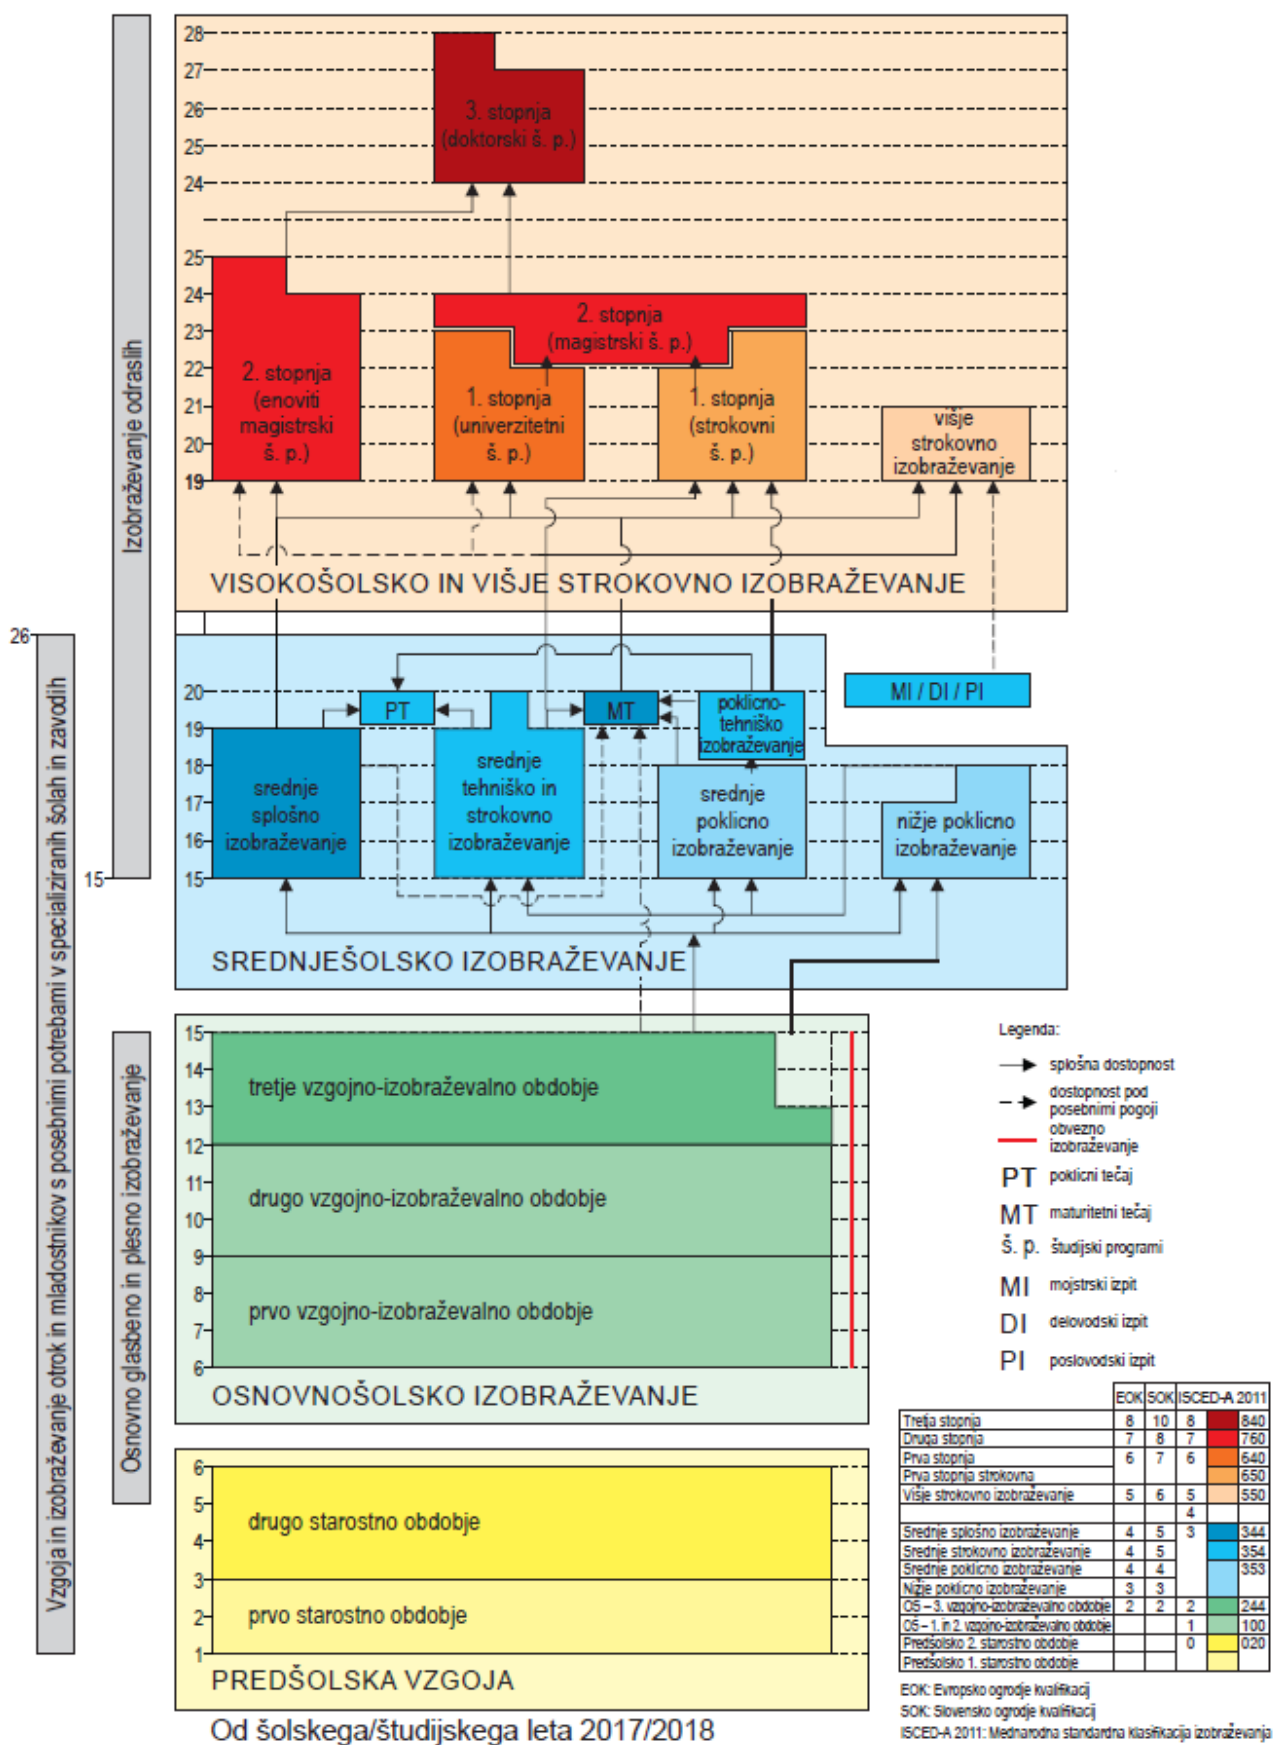 28
27
26
25
24
3. stopnja
(doktorski š. p.)
25
24
23
22
21
20
19
2. stopnja
(enoviti
magistrski
š. p.)
2. stopnja
(magistrski š. p.)
1. stopnja
(univerzitetni
š. p.)
1. stopnja
(strokovni
š. p.)
višje
strokovno
izobraževanje
VISOKOŠOLSKO IN VIŠJE STROKOVNO IZOBRAŽEVANJE
Izobraževanje odraslih
15
26
Vzgoja in izobraževanje otrok in mladostnikov s posebnimi potrebami v specializiranih šolah in zavodih
20
19
18
17
16
15
PT
MT
MI / DI / PI
srednje
splošno
izobraževanje
srednje
tehniško in
strokovno
izobraževanje
poklicno-
tehniško
izobraževanje
srednje
poklicno
izobraževanje
nižje poklicno
izobraževanje
SREDNJEŠOLSKO IZOBRAŽEVANJE
Osnovno glasbeno in plesno izobraževanje
15
14
13
12
11
10
9
8
7
6
tretje vzgojno-izobraževalno obdobje
drugo vzgojno-izobraževalno obdobje
prvo vzgojno-izobraževalno obdobje
OSNOVNOŠOLSKO IZOBRAŽEVANJE
6
5
4
3
2
1
drugo starostno obdobje
prvo starostno obdobje
PREDŠOLSKA VZGOJA
Od šolskega/študijskega leta 2017/2018
Legenda:
splošna dostopnost
dostopnost pod
posebnimi pogoji
obvezno
izobraževanje
PT poklicni tečaj
MT maturitetni tečaj
š. p. študijski programi
MI mojstrski izpit
DI delovodski izpit
PI poslovodski izpit
EOK SOK ISCED-A 2011
Tretja stopnja 8 10 8 840
Druga stopnja 7 8 7 760
Prva stopnja 6 7 6 640
Prva stopnja strokovna 650
Višje strokovno izobraževanje 5 6 5 550
4
Srednje splošno izobraževanje 4 5 3 344
Srednje strokovno izobraževanje 4 5 354
Srednje poklicno izobraževanje 4 4 353
Nižje poklicno izobraževanje 3 3
OŠ – 3. vzgojno-izobraževalno obdobje 2 2 2 244
OŠ – 1. in 2. vzgojno-izobraževalno obdobje 1 100
Predšolsko 2. starostno obdobje 0 020
Predšolsko 1. starostno obdobje
EOK: Evropsko ogrodje kvalifikacij
SOK: Slovensko ogrodje kvalifikacij
ISCED-A 2011: Mednarodna standardna klasifikacija izobraževanja